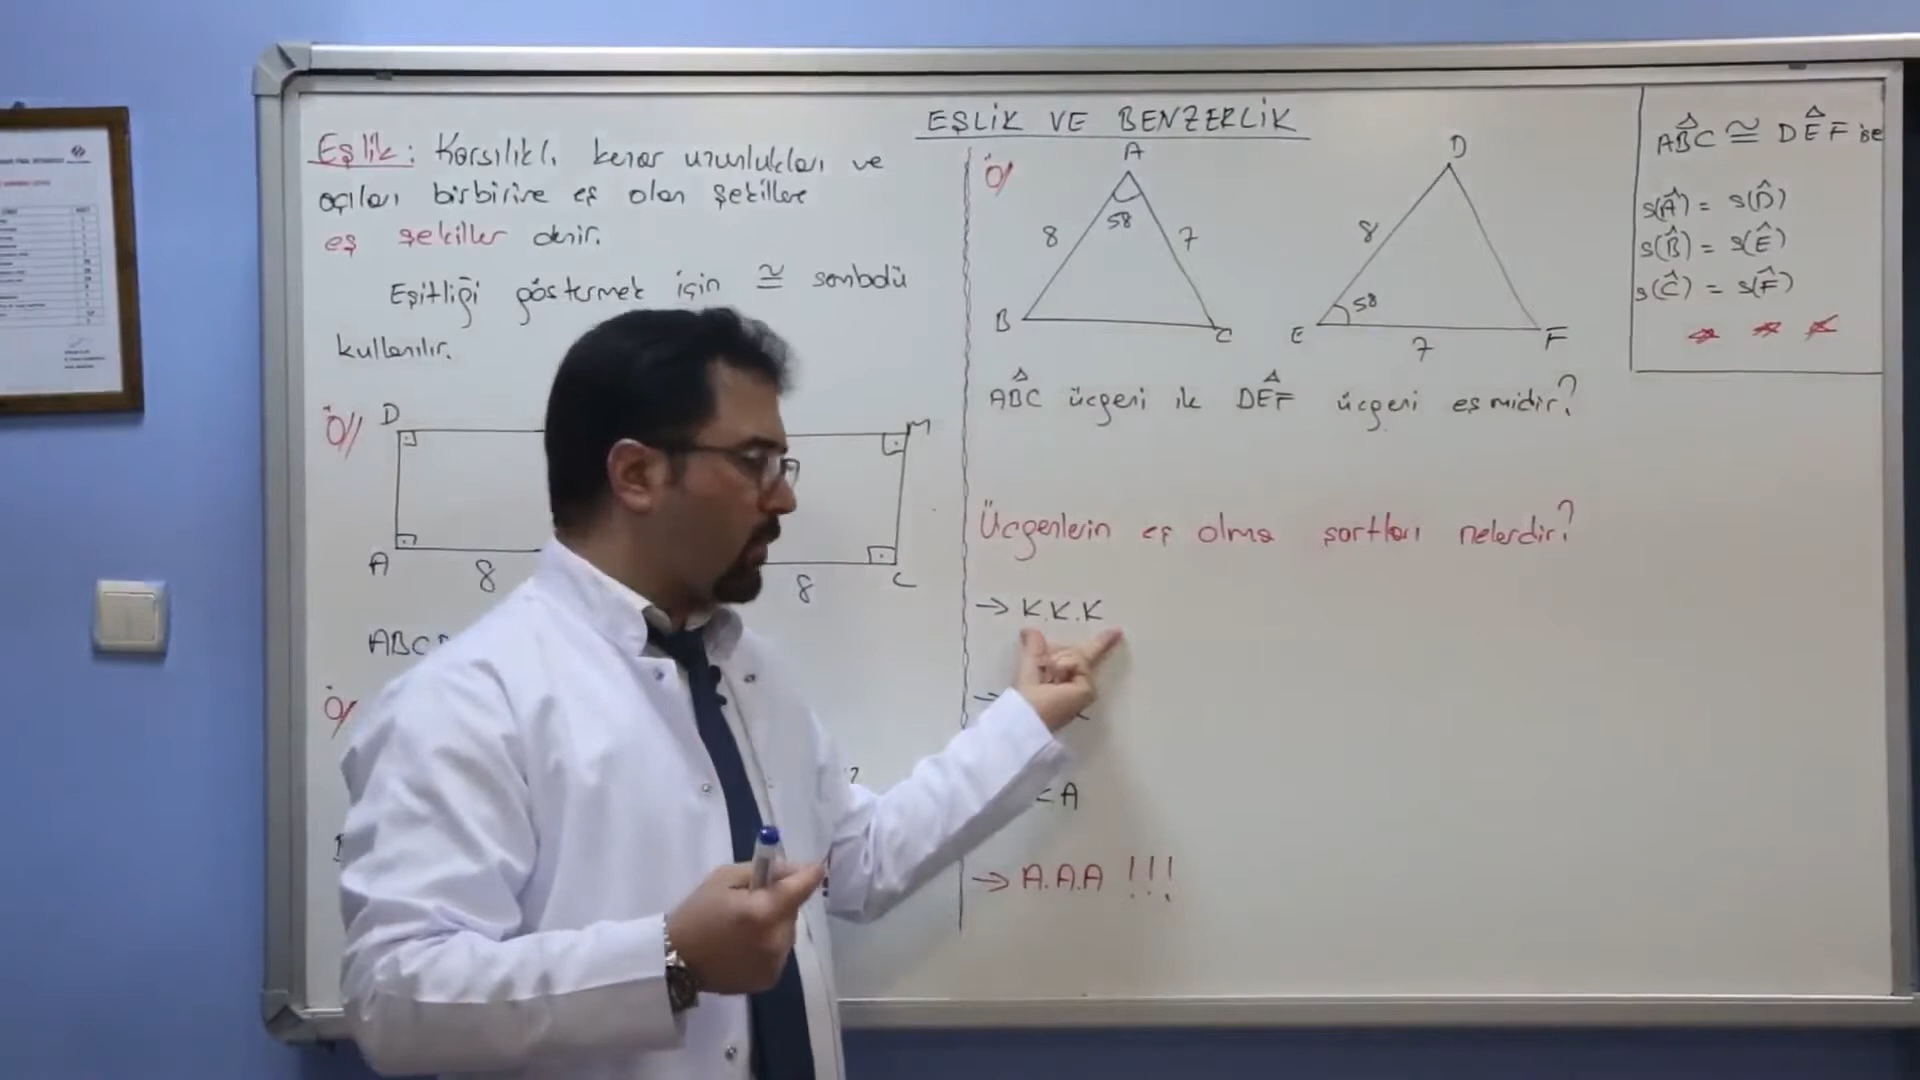 EŞLİK VE BENZERLİK
Eşlik: Karşılıklı kenar uzunlukları ve
açıları birbirine eş olan şekillere
eş şekiller denir.
Eşitliği göstermek için ≅ sembolü
kullanılır.
Ö//
D
M
A
8
8
C
ABC
Ö/
?
Ö/
A
58
8
7
B
C
D
8
58
E
7
F
ABC üçgeni ile DEF üçgeni eş midir?
Üçgenlerin eş olma şartları nelerdir?
→ K.K.K
A
→ A.A.A !!!
ABC ≅ DEF ise
s(Â) = s(D̂)
s(B̂) = s(Ê)
s(Ĉ) = s(F̂)